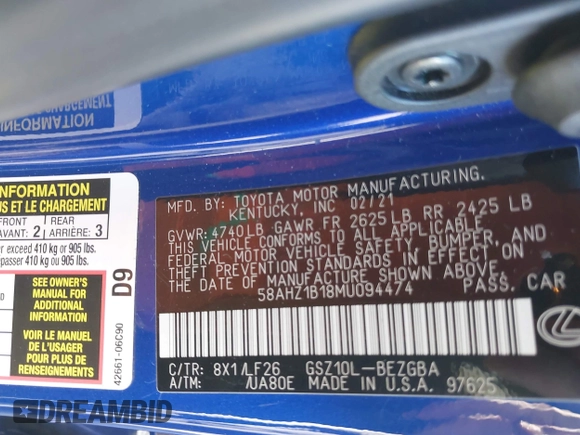 CHARGEMENT
INFORMATION
INFORMATION
US ET LE CHARGEMENT
FRONT
AVANT: 2
REAR
ARRIÈRE: 3
er exceed 410 kg or 905 lbs.
passer 410 kg ou 905 lbs.
SEE OWNER'S
MANUAL FOR
ADDITIONAL
INFORMATION
VOIR LE MANUEL
DE L'USAGER
POUR PLUS DE
RENSEIGNEMENTS
D9
42661-06C90
MFD. BY: TOYOTA MOTOR MANUFACTURING.
KENTUCKY, INC 02/21
GVWR: 4740LB GAWR FR 2625LB RR 2425 LB
THIS VEHICLE CONFORMS TO ALL APPLICABLE
FEDERAL MOTOR VEHICLE SAFETY, BUMPER, AND
THEFT PREVENTION STANDARDS IN EFFECT ON
THE DATE OF MANUFACTURE SHOWN ABOVE.
58AHZ1B18MU094474 PASS. CAR
C/TR: 8X1/LF26 GSZ10L-BEZGBA
A/TM: /UA80E MADE IN U.S.A. 97625
DREAMBID